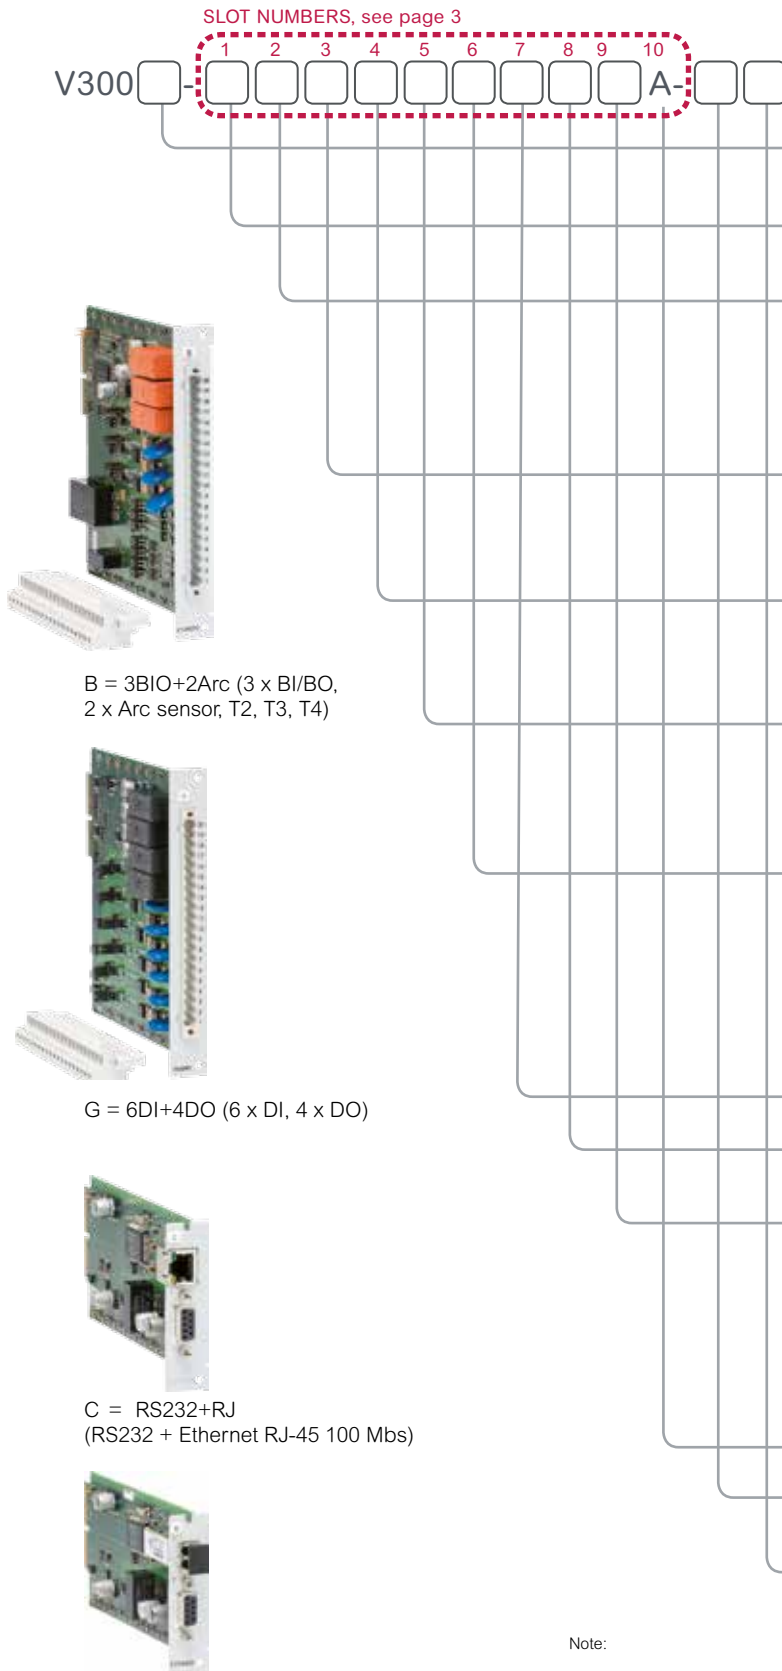 SLOT NUMBERS, see page 3
1 2 3 4 5 6 7 8 9 10
V300 - A-
B = 3BIO+2Arc (3 x BI/BO,
2 x Arc sensor, T2, T3, T4)
G = 6DI+4DO (6 x DI, 4 x DO)
C = RS232+RJ
(RS232 + Ethernet RJ-45 100 Mbs)
Note: